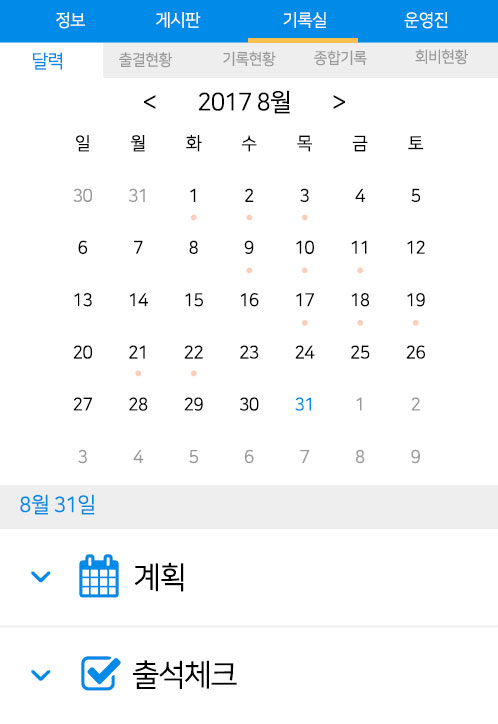 정보 게시판 기록실 운영진
달력 출결현황 기록현황 종합기록 회비현황
< 2017 8월 >
일 월 화 수 목 금 토
30 31 1 2 3 4 5
6 7 8 9 10 11 12
13 14 15 16 17 18 19
20 21 22 23 24 25 26
27 28 29 30 31 1 2
3 4 5 6 7 8 9
8월 31일
계획
출석체크